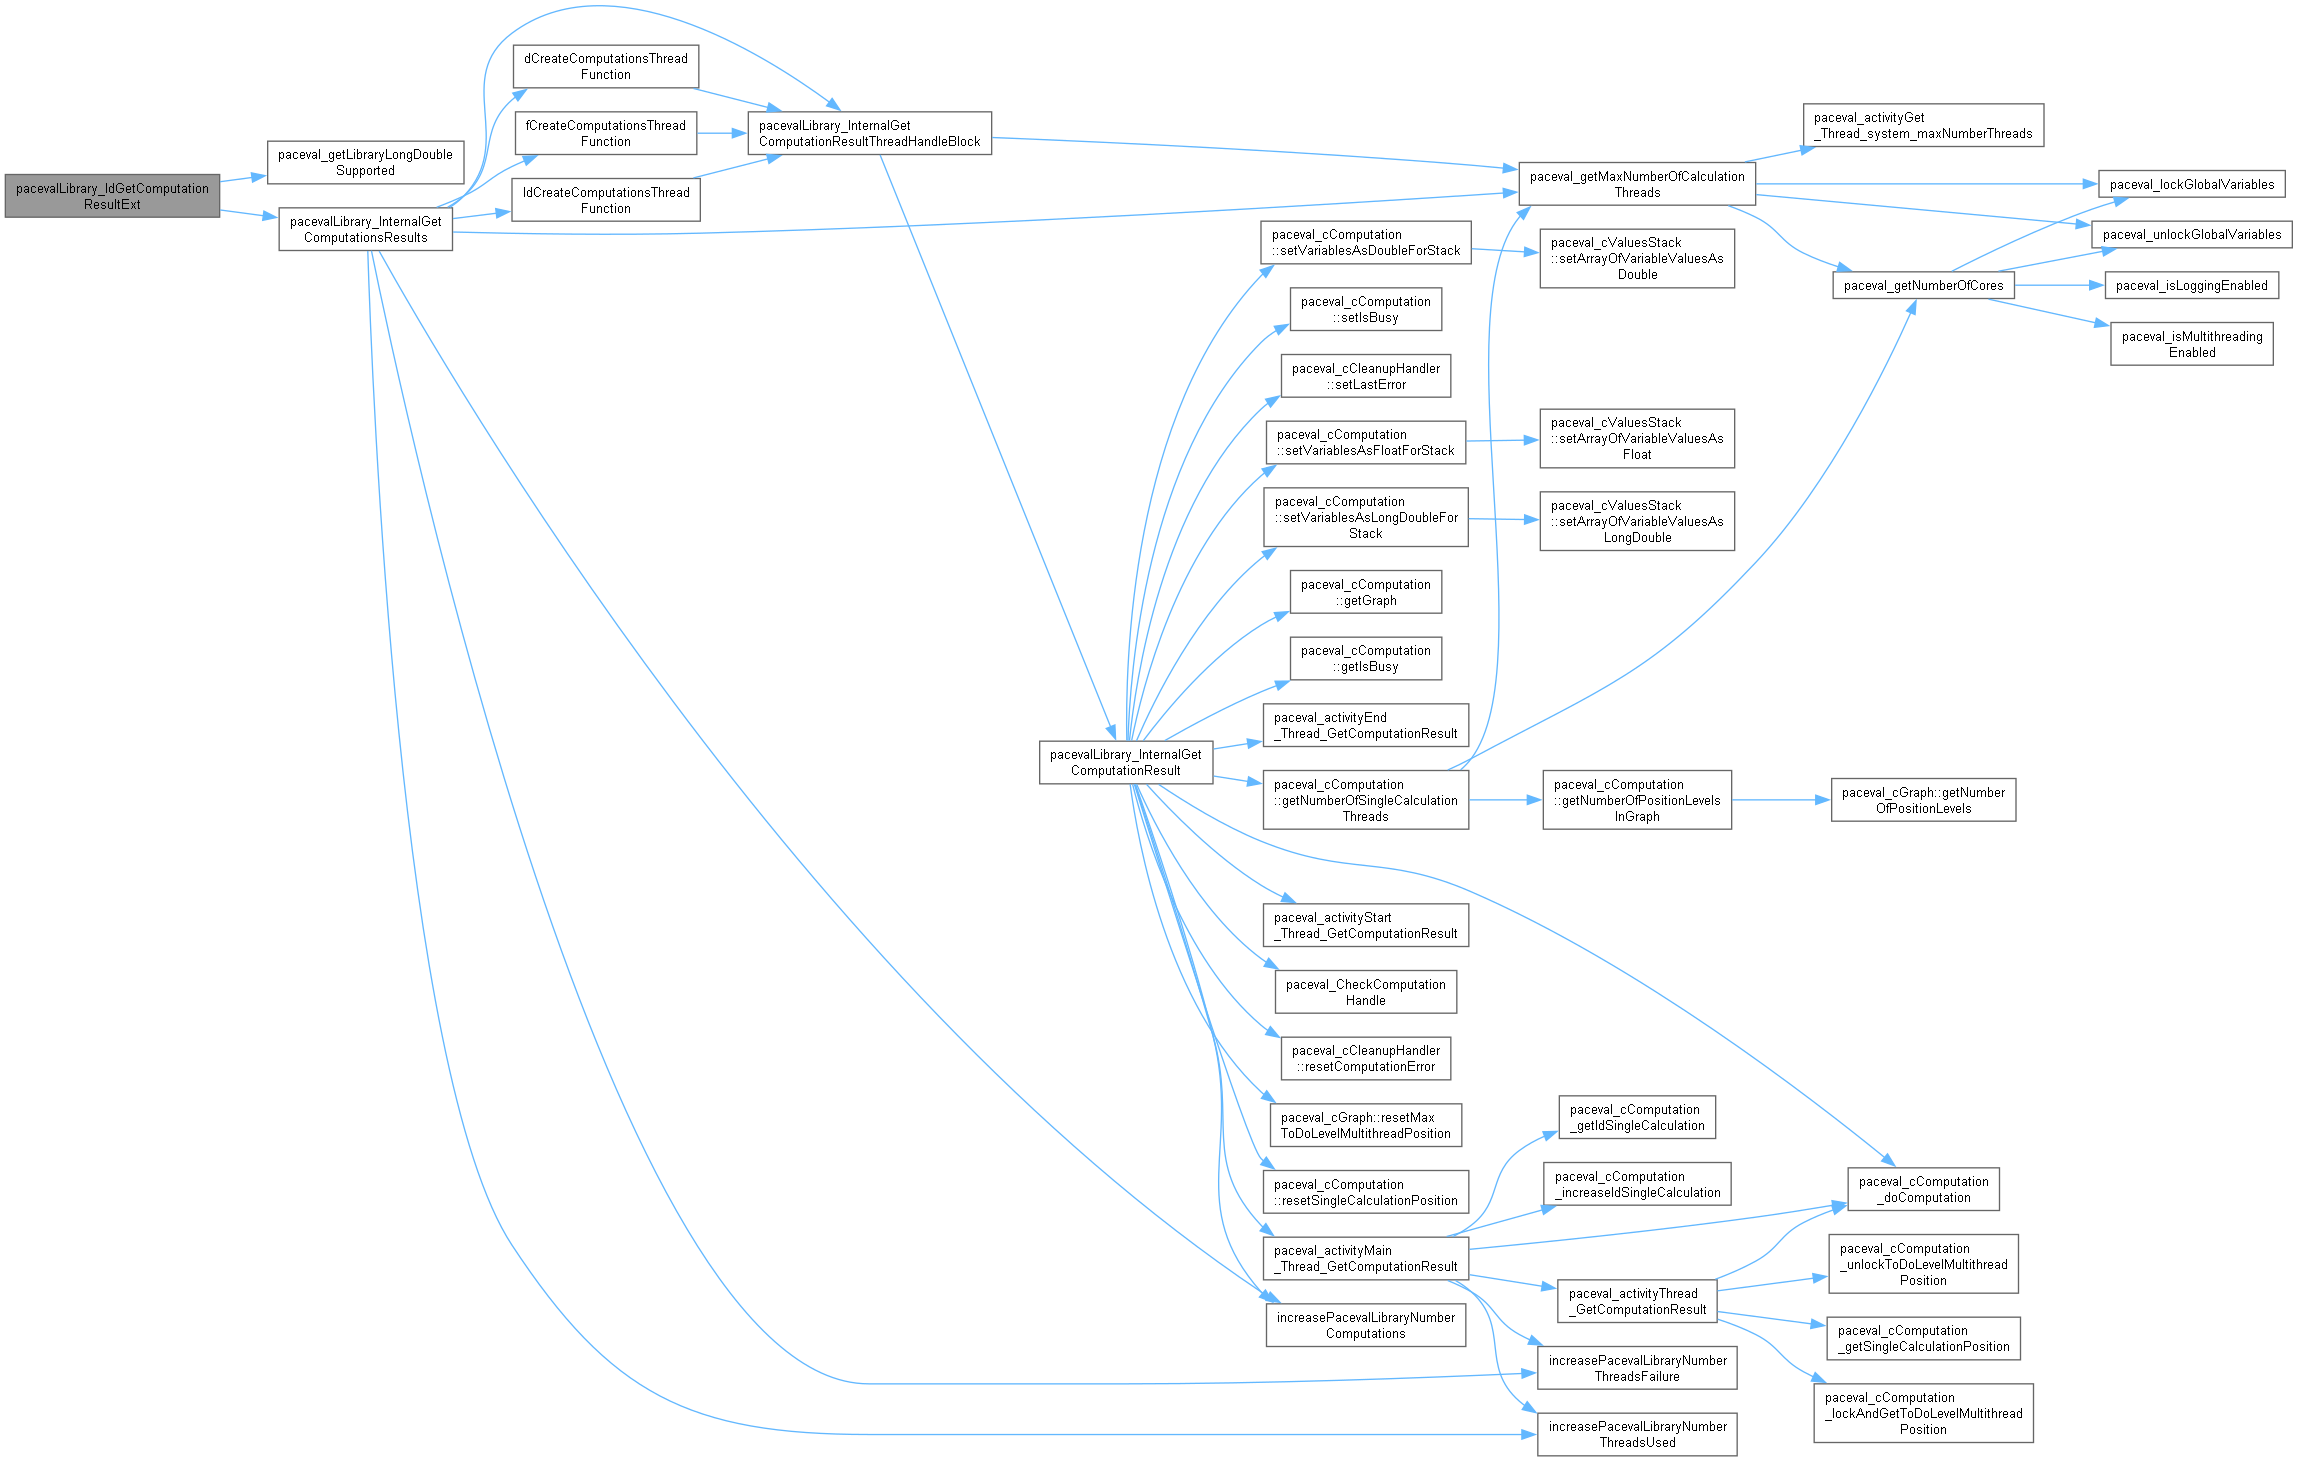 pacevalLibrary_ldGetComputation
ResultExt
paceval_getLibraryLongDouble
Supported
pacevalLibrary_InternalGet
ComputationsResults
dCreateComputationsThread
Function
fCreateComputationsThread
Function
ldCreateComputationsThread
Function
pacevalLibrary_InternalGet
ComputationResultThreadHandleBlock
pacevalLibrary_InternalGet
ComputationResult
paceval_cComputation
::setVariablesAsDoubleForStack
paceval_cComputation
::setIsBusy
paceval_cCleanupHandler
::setLastError
paceval_cComputation
::setVariablesAsFloatForStack
paceval_cComputation
::setVariablesAsLongDoubleFor
Stack
paceval_cComputation
::getGraph
paceval_cComputation
::getIsBusy
paceval_activityEnd
_Thread_GetComputationResult
paceval_cComputation
::getNumberOfSingleCalculation
Threads
paceval_activityStart
_Thread_GetComputationResult
paceval_CheckComputation
Handle
paceval_cCleanupHandler
::resetComputationError
paceval_cGraph::resetMax
ToDoLevelMultithreadPosition
paceval_cComputation
::resetSingleCalculationPosition
paceval_activityMain
_Thread_GetComputationResult
increasePacevalLibraryNumber
Computations
paceval_getMaxNumberOfCalculation
Threads
paceval_cValuesStack
::setArrayOfVariableValuesAs
Double
paceval_cValuesStack
::setArrayOfVariableValuesAs
Float
paceval_cValuesStack
::setArrayOfVariableValuesAs
LongDouble
paceval_cComputation
::getNumberOfPositionLevels
InGraph
paceval_cComputation
_getIdSingleCalculation
paceval_cComputation
_increaseIdSingleCalculation
paceval_activityThread
_GetComputationResult
increasePacevalLibraryNumber
ThreadsFailure
increasePacevalLibraryNumber
ThreadsUsed
paceval_activityGet
_Thread_system_maxNumberThreads
paceval_getNumberOfCores
paceval_cGraph::getNumber
OfPositionLevels
paceval_cComputation
_doComputation
paceval_cComputation
_unlockToDoLevelMultithread
Position
paceval_cComputation
_getSingleCalculationPosition
paceval_cComputation
_lockAndGetToDoLevelMultithread
Position
paceval_lockGlobalVariables
paceval_unlockGlobalVariables
paceval_isLoggingEnabled
paceval_isMultithreading
Enabled